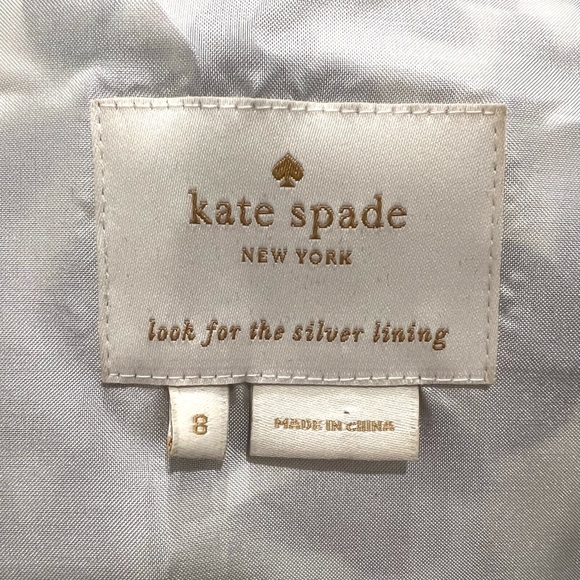 kate spade
NEW YORK
look for the silver lining
8
MADE IN CHINA